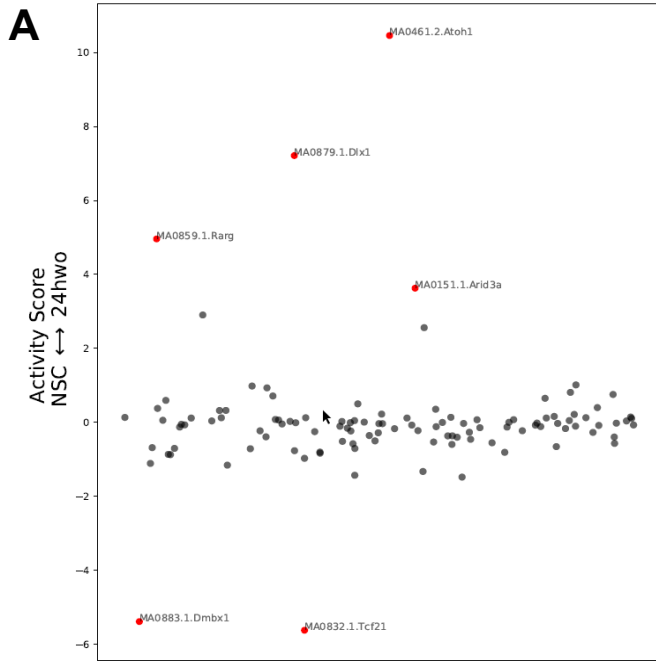 A
MA0461.2.Atoh1
10
8
MA0879.1.Dlx1
6
MA0859.1.Rarg
4
MA0151.1.Arid3a
2
0
−2
−4
MA0883.1.Dmbx1
MA0832.1.Tcf21
−6
Activity Score
NSC ⟷ 24hwo